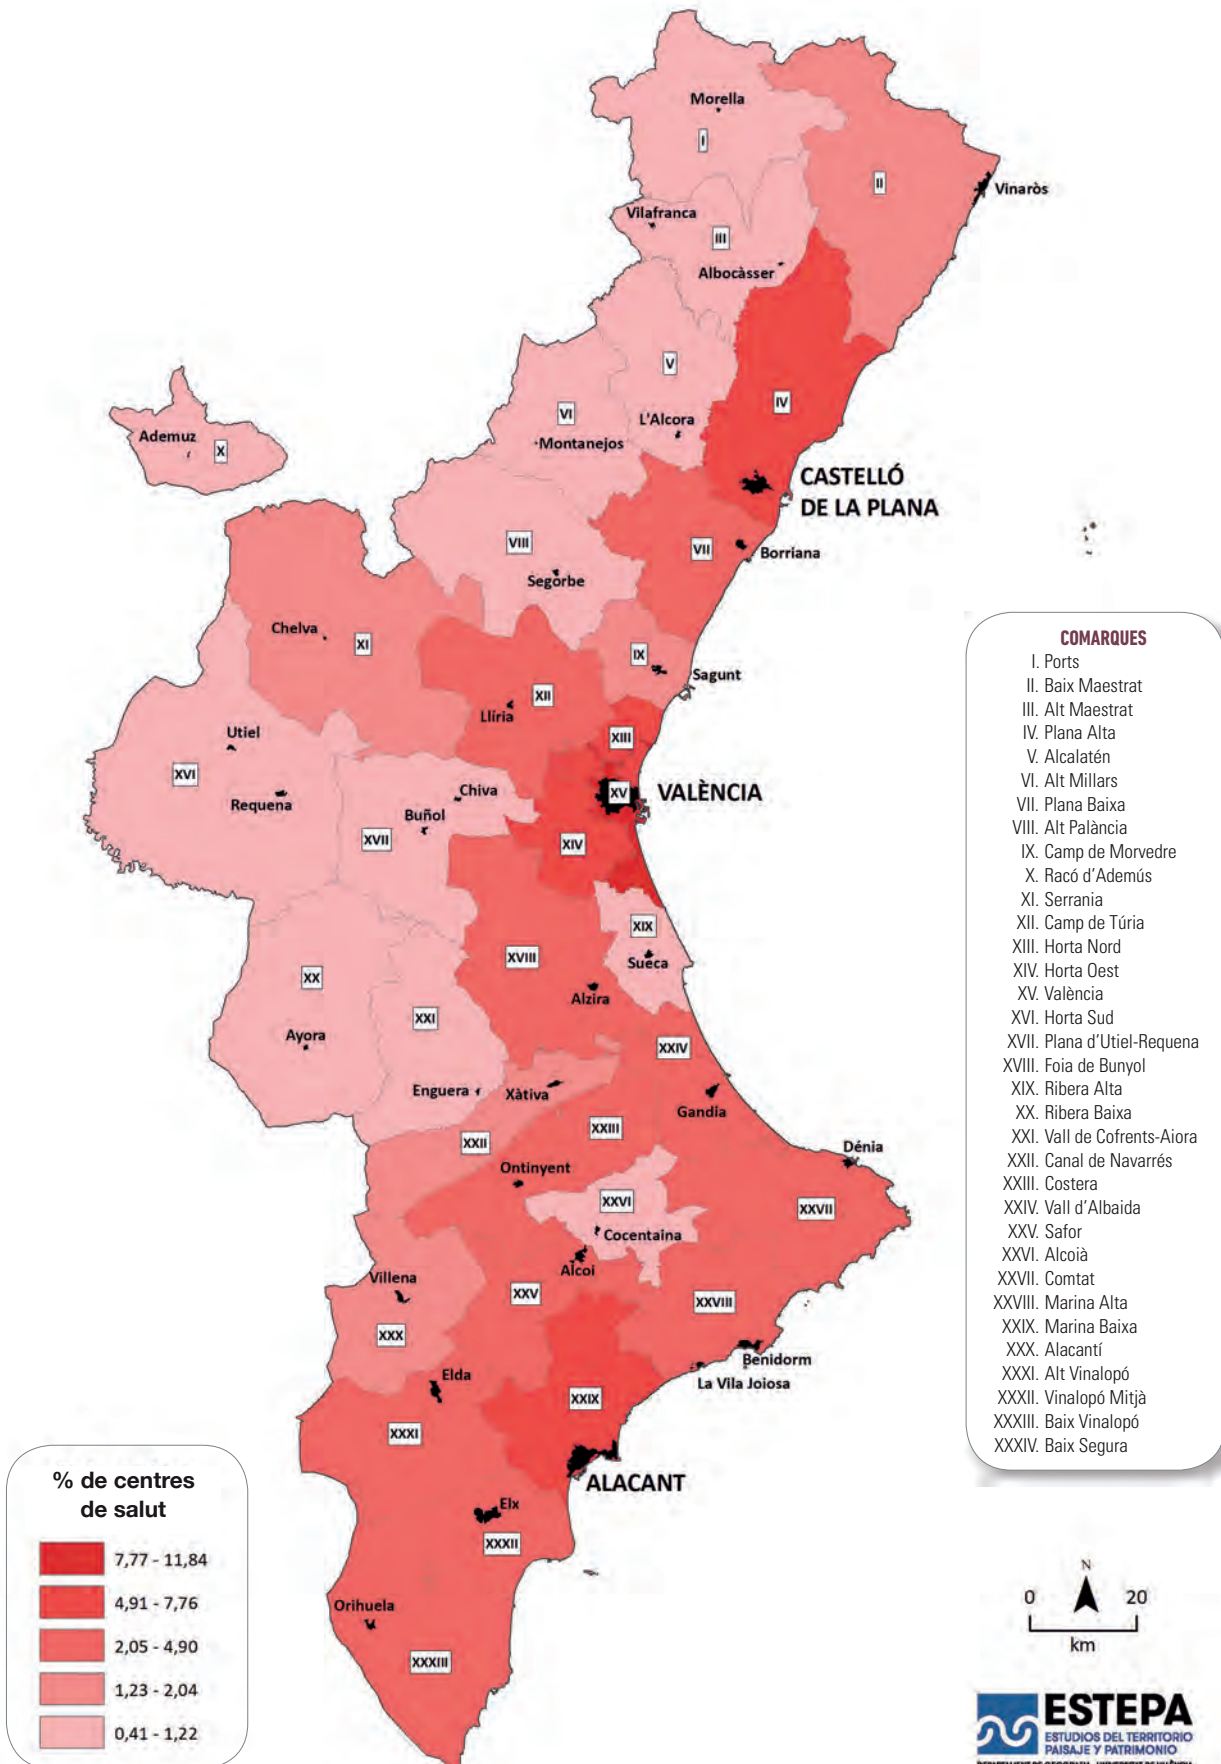 Morella
I
II
Vinaròs
Vilafranca
III
Albocàsser
V
IV
VI
L'Alcora
Montanejos
Ademuz
X
CASTELLÓ
DE LA PLANA
VIII
VII
Borriana
Segorbe
Chelva
XI
IX
Sagunt
XII
Llíria
XIII
Utiel
XVI
Requena
Chiva
Buñol
XVII
XV
VALÈNCIA
XIV
XIX
Sueca
XVIII
Alzira
XX
Ayora
XXI
Enguera
XXIV
Xàtiva
Gandia
XXII
XXIII
Ontinyent
Dénia
XXVI
XXVII
Cocentaina
Alcoi
Villena
XXV
XXVIII
XXX
Benidorm
La Vila Joiosa
Elda
XXIX
XXXI
ALACANT
Elx
XXXII
Orihuela
XXXIII
COMARQUES
I. Ports
II. Baix Maestrat
III. Alt Maestrat
IV. Plana Alta
V. Alcalatén
VI. Alt Millars
VII. Plana Baixa
VIII. Alt Palància
IX. Camp de Morvedre
X. Racó d'Ademús
XI. Serrania
XII. Camp de Túria
XIII. Horta Nord
XIV. Horta Oest
XV. València
XVI. Horta Sud
XVII. Plana d'Utiel-Requena
XVIII. Foia de Bunyol
XIX. Ribera Alta
XX. Ribera Baixa
XXI. Vall de Cofrents-Aiora
XXII. Canal de Navarrés
XXIII. Costera
XXIV. Vall d'Albaida
XXV. Safor
XXVI. Alcoià
XXVII. Comtat
XXVIII. Marina Alta
XXIX. Marina Baixa
XXX. Alacantí
XXXI. Alt Vinalopó
XXXII. Vinalopó Mitjà
XXXIII. Baix Vinalopó
XXXIV. Baix Segura
% de centres
de salut
7,77 - 11,84
4,91 - 7,76
2,05 - 4,90
1,23 - 2,04
0,41 - 1,22
N
0 20
km
ESTEPA
ESTUDIOS DEL TERRITORIO
PAISAJE Y PATRIMONIO